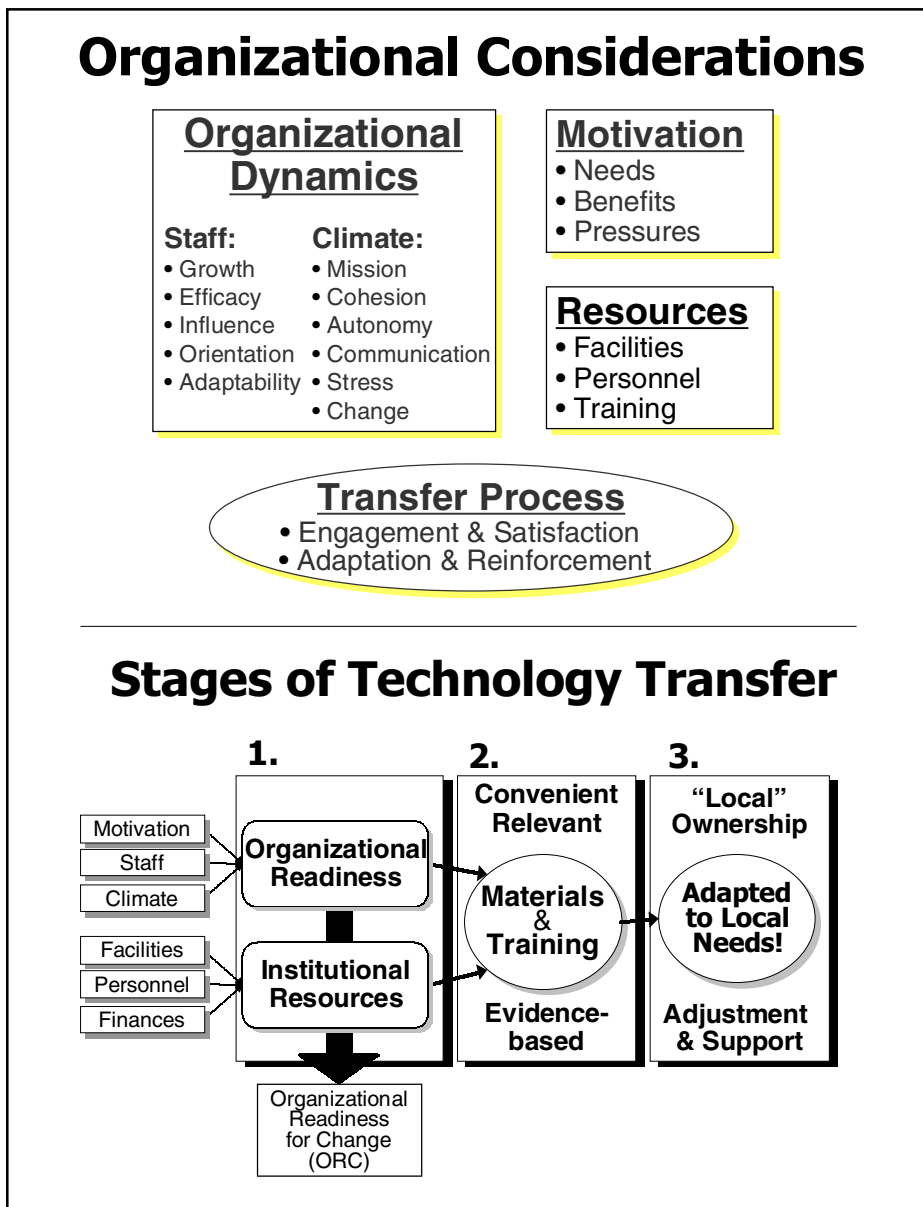 Organizational Considerations
Organizational
Dynamics
Staff:
• Growth
• Efficacy
• Influence
• Orientation
• Adaptability
Climate:
• Mission
• Cohesion
• Autonomy
• Communication
• Stress
• Change
Motivation
• Needs
• Benefits
• Pressures
Resources
• Facilities
• Personnel
• Training
Transfer Process
• Engagement & Satisfaction
• Adaptation & Reinforcement
Stages of Technology Transfer
1.
Motivation
Staff
Climate
Organizational
Readiness
Facilities
Personnel
Finances
Institutional
Resources
Organizational
Readiness
for Change
(ORC)
2.
Convenient
Relevant
Materials
&
Training
Evidence-
based
3.
“Local”
Ownership
Adapted
to Local
Needs!
Adjustment
& Support